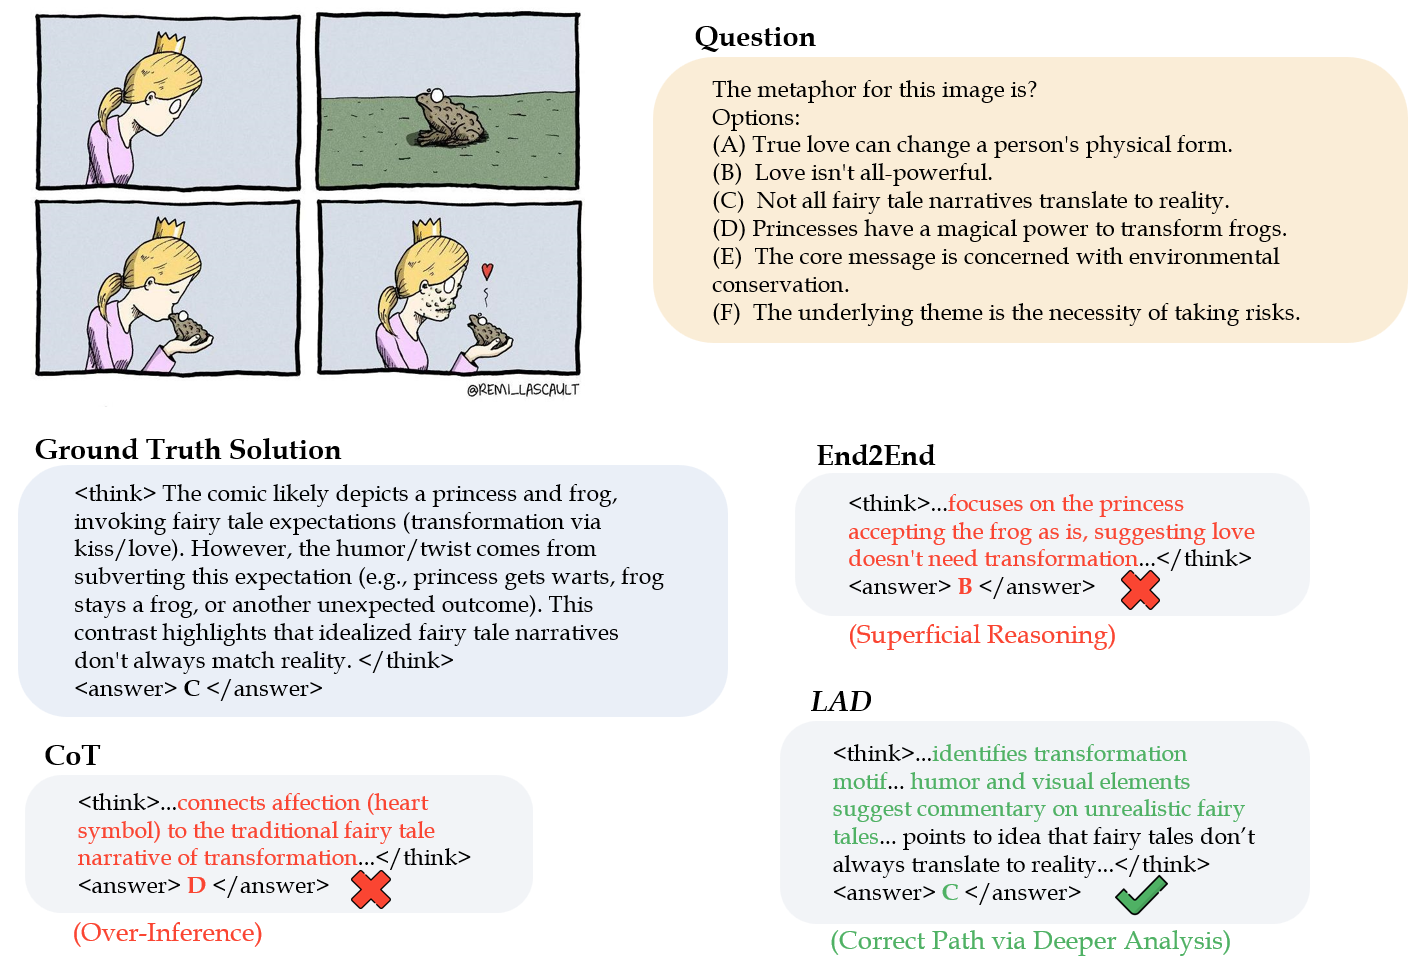 @REMI_LASCAULT
Question
The metaphor for this image is?
Options:
(A) True love can change a person's physical form.
(B) Love isn't all-powerful.
(C) Not all fairy tale narratives translate to reality.
(D) Princesses have a magical power to transform frogs.
(E) The core message is concerned with environmental
conservation.
(F) The underlying theme is the necessity of taking risks.
Ground Truth Solution
<think> The comic likely depicts a princess and frog,
invoking fairy tale expectations (transformation via
kiss/love). However, the humor/twist comes from
subverting this expectation (e.g., princess gets warts, frog
stays a frog, or another unexpected outcome). This
contrast highlights that idealized fairy tale narratives
don't always match reality. </think>
<answer> C </answer>
End2End
<think>...focuses on the princess
accepting the frog as is, suggesting love
doesn't need transformation...</think>
<answer> B </answer>
(Superficial Reasoning)
CoT
<think>...connects affection (heart
symbol) to the traditional fairy tale
narrative of transformation...</think>
<answer> D </answer>
(Over-Inference)
LAD
<think>...identifies transformation
motif... humor and visual elements
suggest commentary on unrealistic fairy
tales... points to idea that fairy tales don’t
always translate to reality...</think>
<answer> C </answer>
(Correct Path via Deeper Analysis)